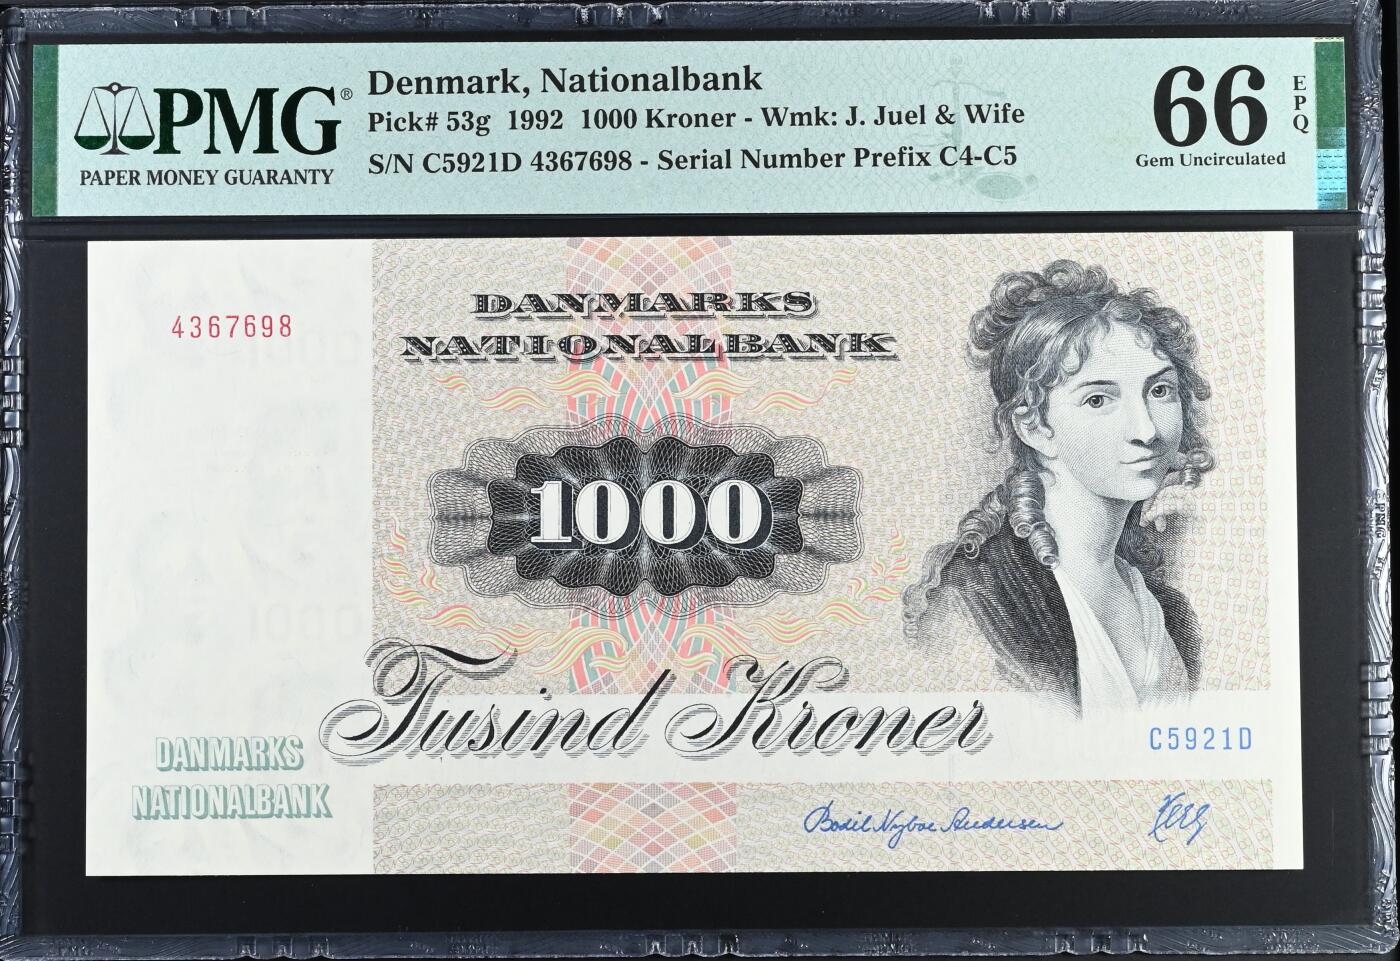 PMG®
PAPER MONEY GUARANTY
Denmark, Nationalbank
Pick# 53g 1992 1000 Kroner - Wmk: J. Juel & Wife
S/N C5921D 4367698 - Serial Number Prefix C4-C5
66
EPQ
Gem Uncirculated
4367698
DANMARKS
NATIONALBANK
1000
Tusind Kroner
C5921D
DANMARKS
NATIONALBANK
Bodil Nyboe Andersen